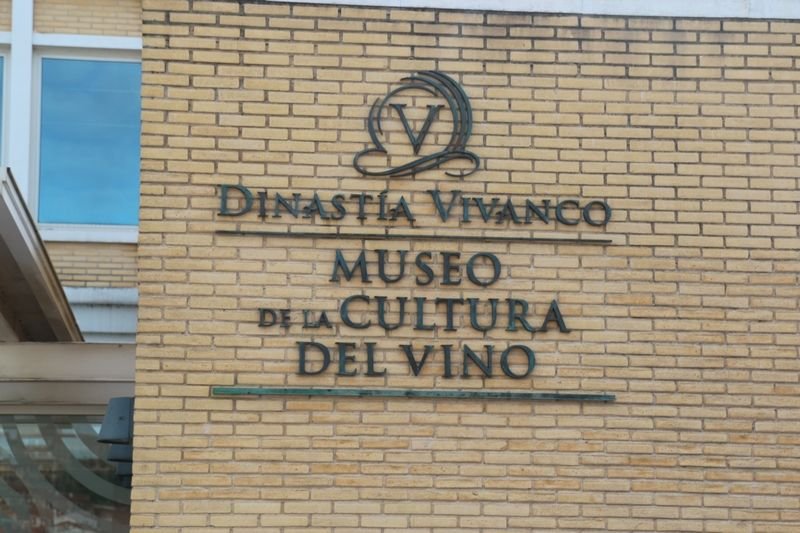 V
DINASTÍA VIVANCO
MUSEO
DE LA CULTURA
DEL VINO